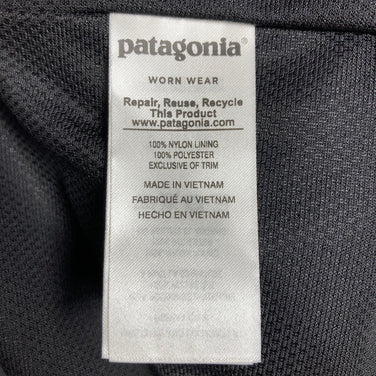 patagonia®
WORN WEAR
Repair, Reuse, Recycle
This Product
www.patagonia.com
100% NYLON LINING
100% POLYESTER
EXCLUSIVE OF TRIM
MADE IN VIETNAM
FABRIQUÉ AU VIETNAM
HECHO EN VIETNAM